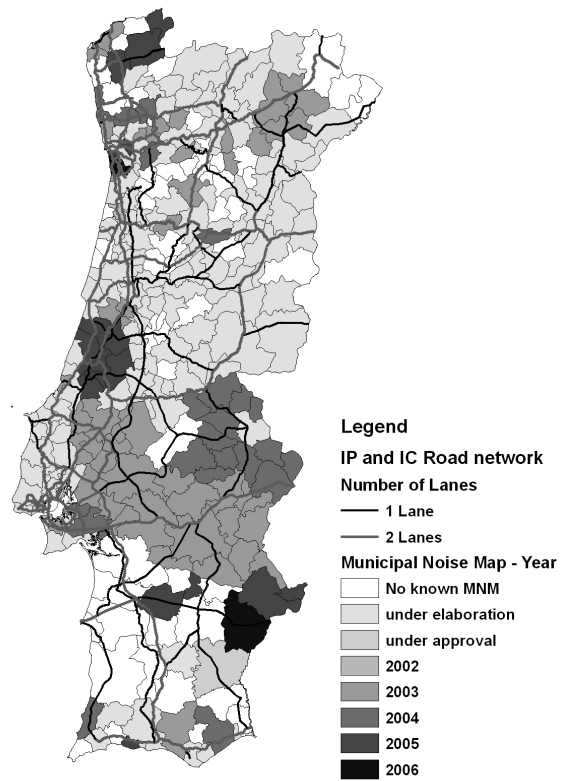 Legend
IP and IC Road network
Number of Lanes
1 Lane
2 Lanes
Municipal Noise Map - Year
No known MNM
under elaboration
under approval
2002
2003
2004
2005
2006